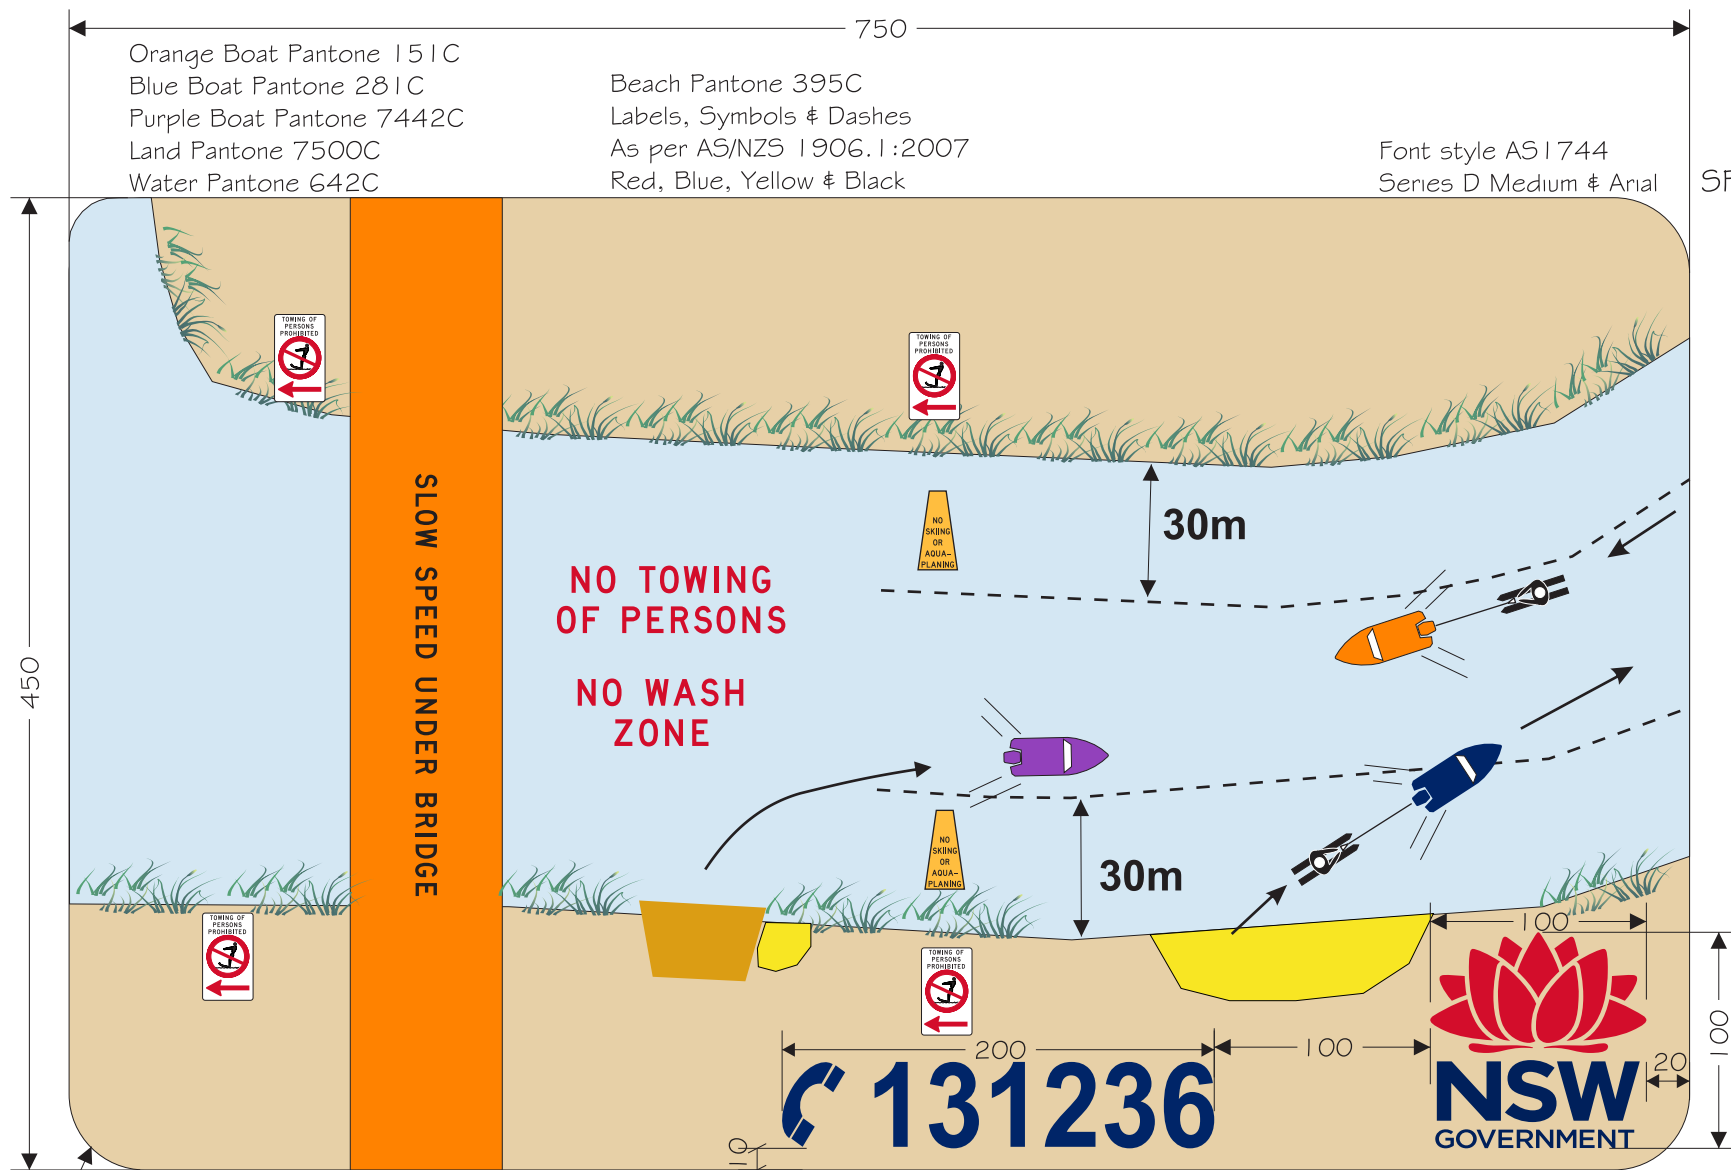 750
Orange Boat Pantone 151C
Blue Boat Pantone 281C
Purple Boat Pantone 7442C
Land Pantone 7500C
Water Pantone 642C
Beach Pantone 395C
Labels, Symbols & Dashes
As per AS/NZS 1906.1:2007
Red, Blue, Yellow & Black
Font style AS1744
Series D Medium & Arial
TOWING OF
PERSONS
PROHIBITED
TOWING OF
PERSONS
PROHIBITED
450
SLOW SPEED UNDER BRIDGE
NO TOWING
OF PERSONS
NO WASH
ZONE
NO
SKIING
OR
AQUA-
PLANING
30m
NO
SKIING
OR
AQUA-
PLANING
30m
TOWING OF
PERSONS
PROHIBITED
TOWING OF
PERSONS
PROHIBITED
100
200
100
100
20
10
131236
NSW
GOVERNMENT